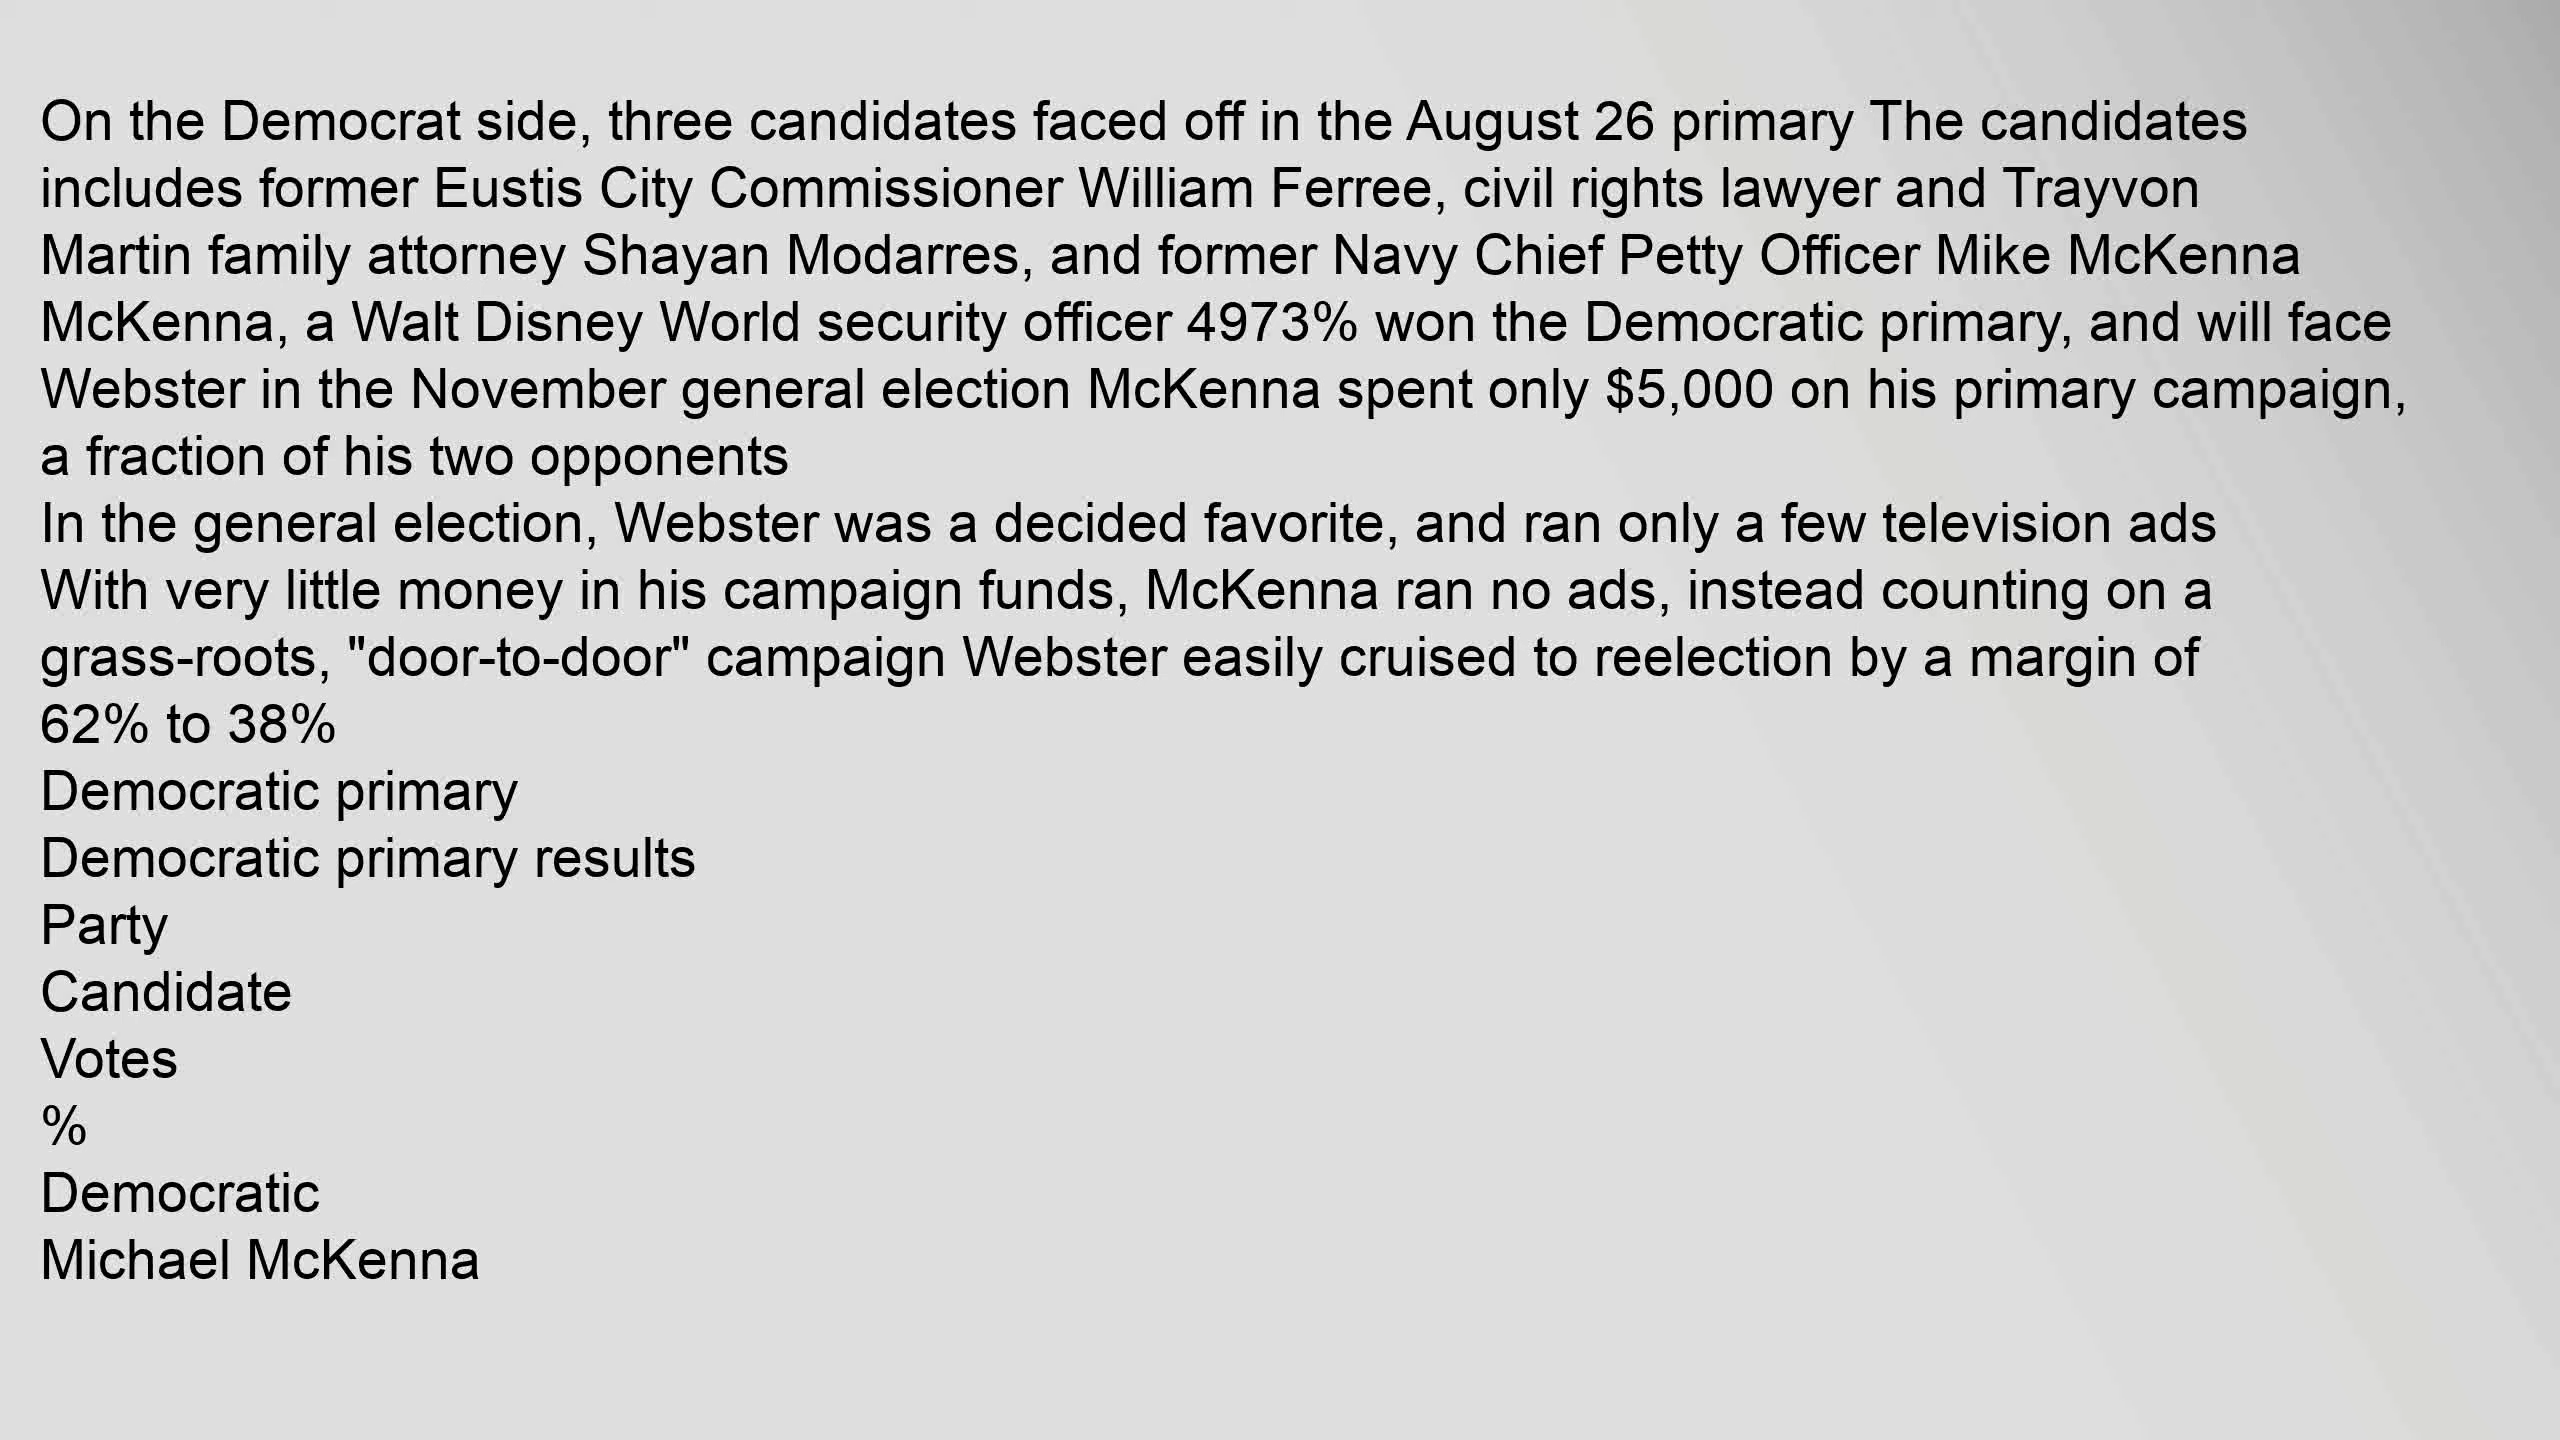 On the Democrat side, three candidates faced off in the August 26 primary The candidates
includes former Eustis City Commissioner William Ferree, civil rights lawyer and Trayvon
Martin family attorney Shayan Modarres, and former Navy Chief Petty Officer Mike McKenna
McKenna, a Walt Disney World security officer 4973% won the Democratic primary, and will face
Webster in the November general election McKenna spent only $5,000 on his primary campaign,
a fraction of his two opponents
In the general election, Webster was a decided favorite, and ran only a few television ads
With very little money in his campaign funds, McKenna ran no ads, instead counting on a
grass-roots, "door-to-door" campaign Webster easily cruised to reelection by a margin of
62% to 38%
Democratic primary
Democratic primary results
Party
Candidate
Votes
%
Democratic
Michael McKenna